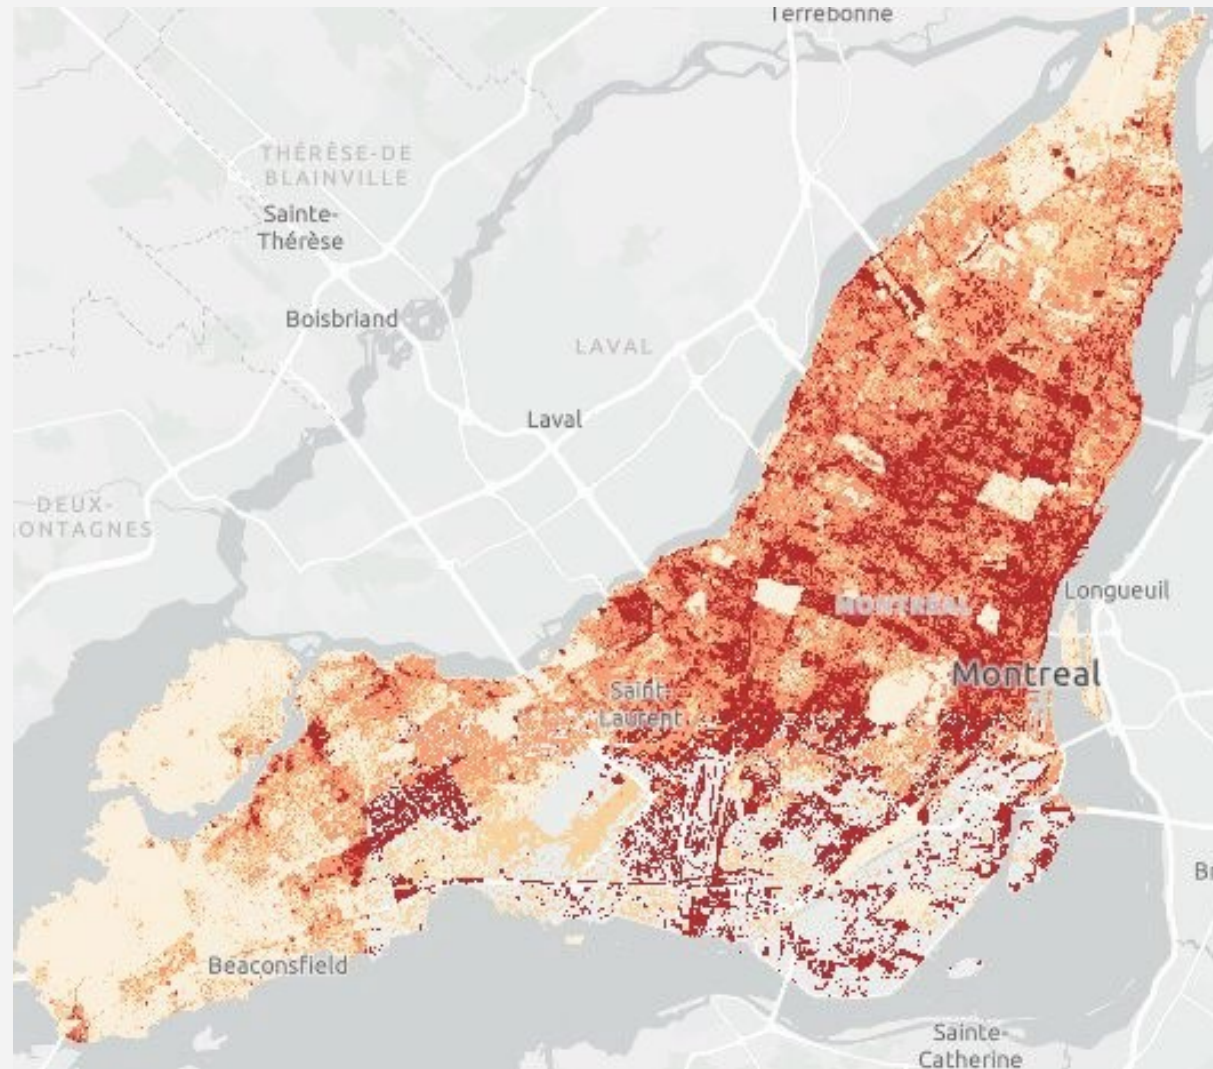 Terrebonne
THÉRÈSE-DE
BLAINVILLE
Sainte-
Thérèse
Boisbriand
LAVAL
Laval
DEUX-
ONTAGNES
MONTREAL
Longueuil
Montreal
Saint-
Laurent
Br
Beaconsfield
Sainte-
Catherine